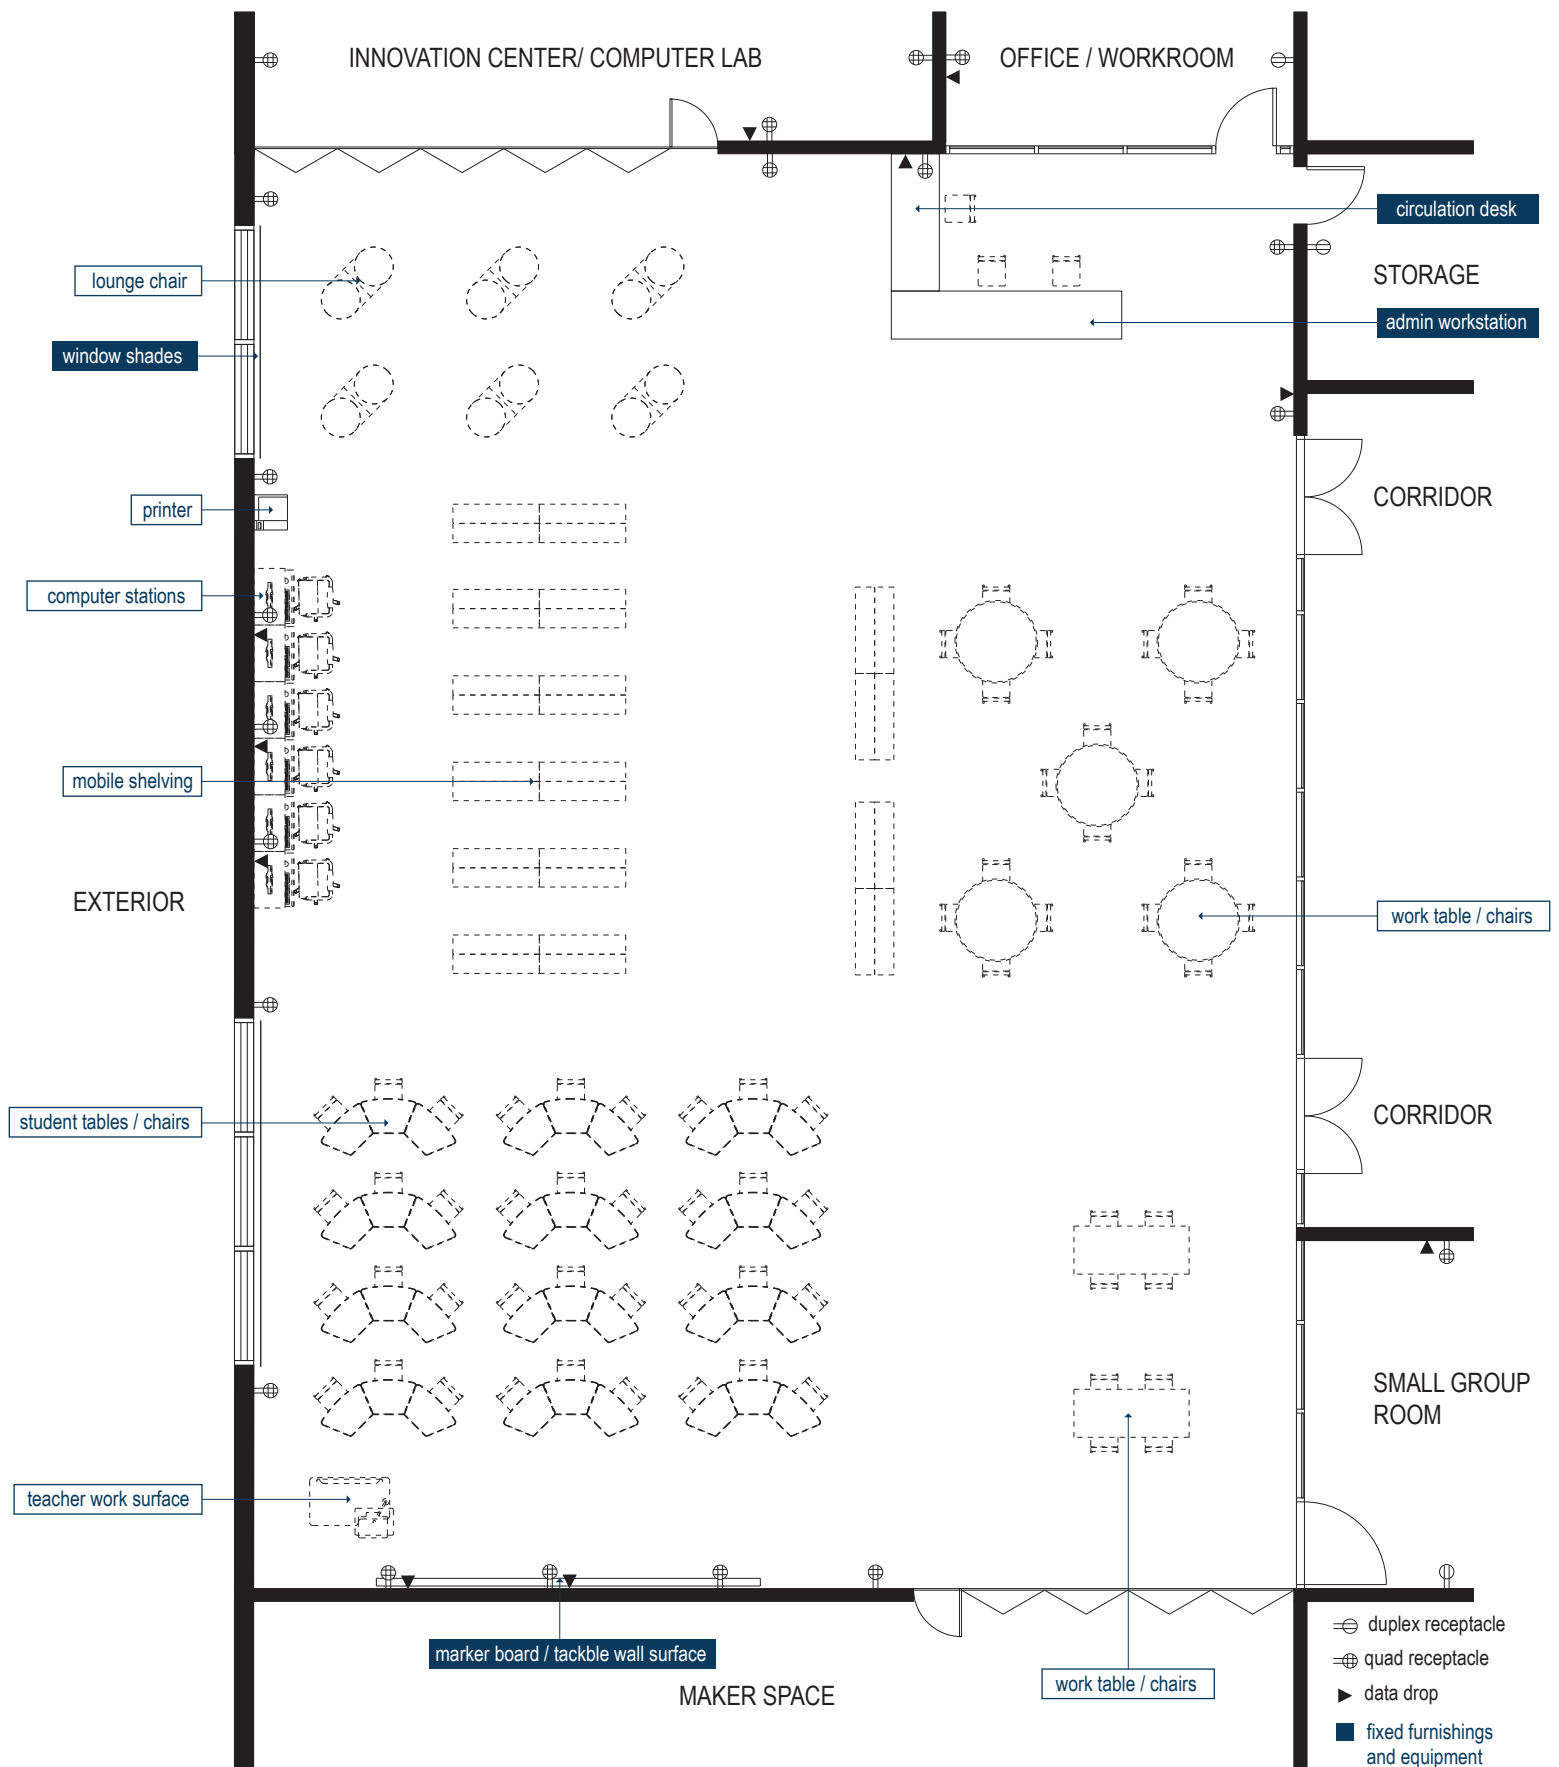 INNOVATION CENTER/ COMPUTER LAB
OFFICE / WORKROOM
circulation desk
lounge chair
STORAGE
admin workstation
window shades
CORRIDOR
printer
computer stations
mobile shelving
EXTERIOR
work table / chairs
student tables / chairs
CORRIDOR
SMALL GROUP
ROOM
teacher work surface
marker board / tackble wall surface
work table / chairs
MAKER SPACE
duplex receptacle
quad receptacle
data drop
fixed furnishings
and equipment